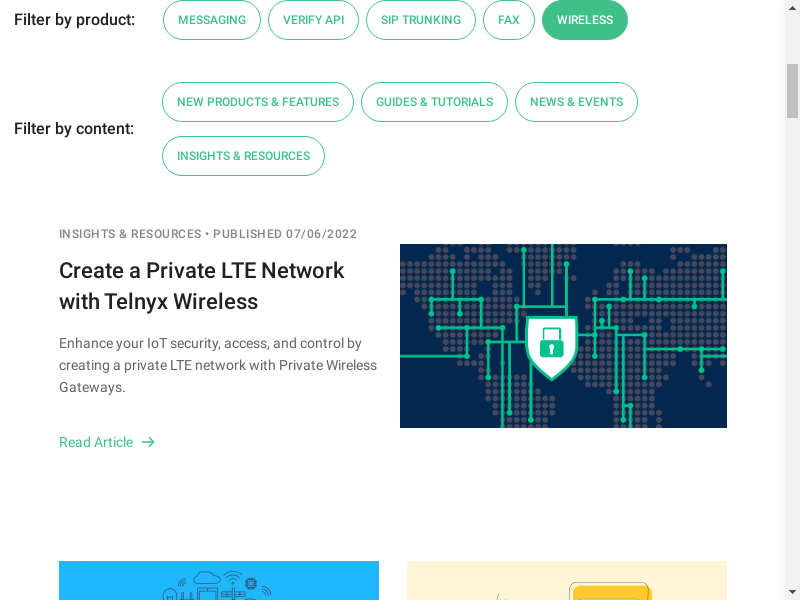 Filter by product:
MESSAGING
VERIFY API
SIP TRUNKING
FAX
WIRELESS
Filter by content:
NEW PRODUCTS & FEATURES
GUIDES & TUTORIALS
NEWS & EVENTS
INSIGHTS & RESOURCES
INSIGHTS & RESOURCES • PUBLISHED 07/06/2022
Create a Private LTE Network
with Telnyx Wireless
Enhance your IoT security, access, and control by
creating a private LTE network with Private Wireless
Gateways.
Read Article